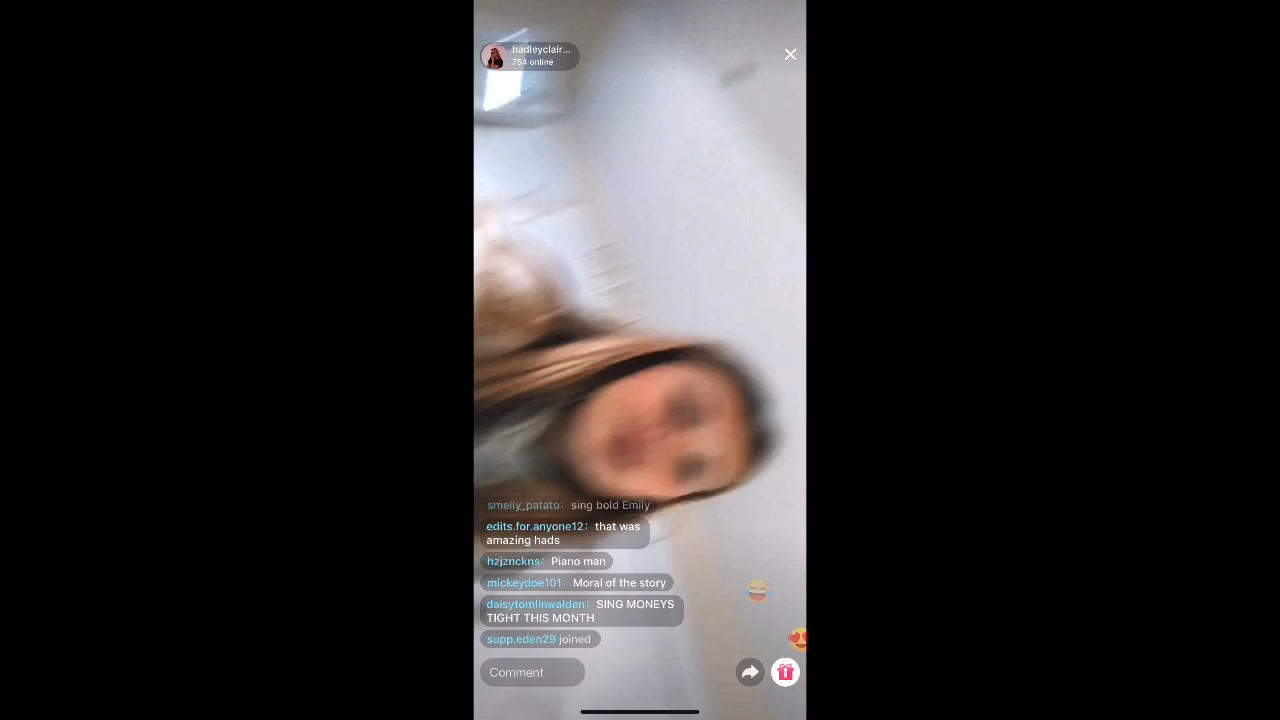 hadleyclair...
754 online
smelly_patato: sing bold Emily
edits.for.anyone12: that was
amazing hads
hzjznckns: Piano man
mickeydoe101: Moral of the story
daisytomlinwalden: SING MONEYS
TIGHT THIS MONTH
supp.eden29 joined
Comment